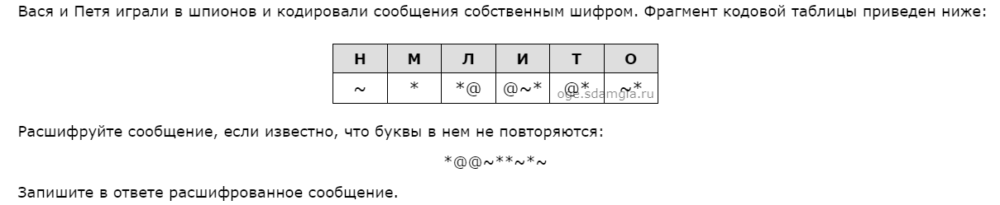 Вася и Петя играли в шпионов и кодировали сообщения собственным шифром. Фрагмент кодовой таблицы приведен ниже:
Н М Л И Т О
~ * *@ @~* @* ~*
oge.sdamgia.ru
Расшифруйте сообщение, если известно, что буквы в нем не повторяются:
*@@~**~*~
Запишите в ответе расшифрованное сообщение.